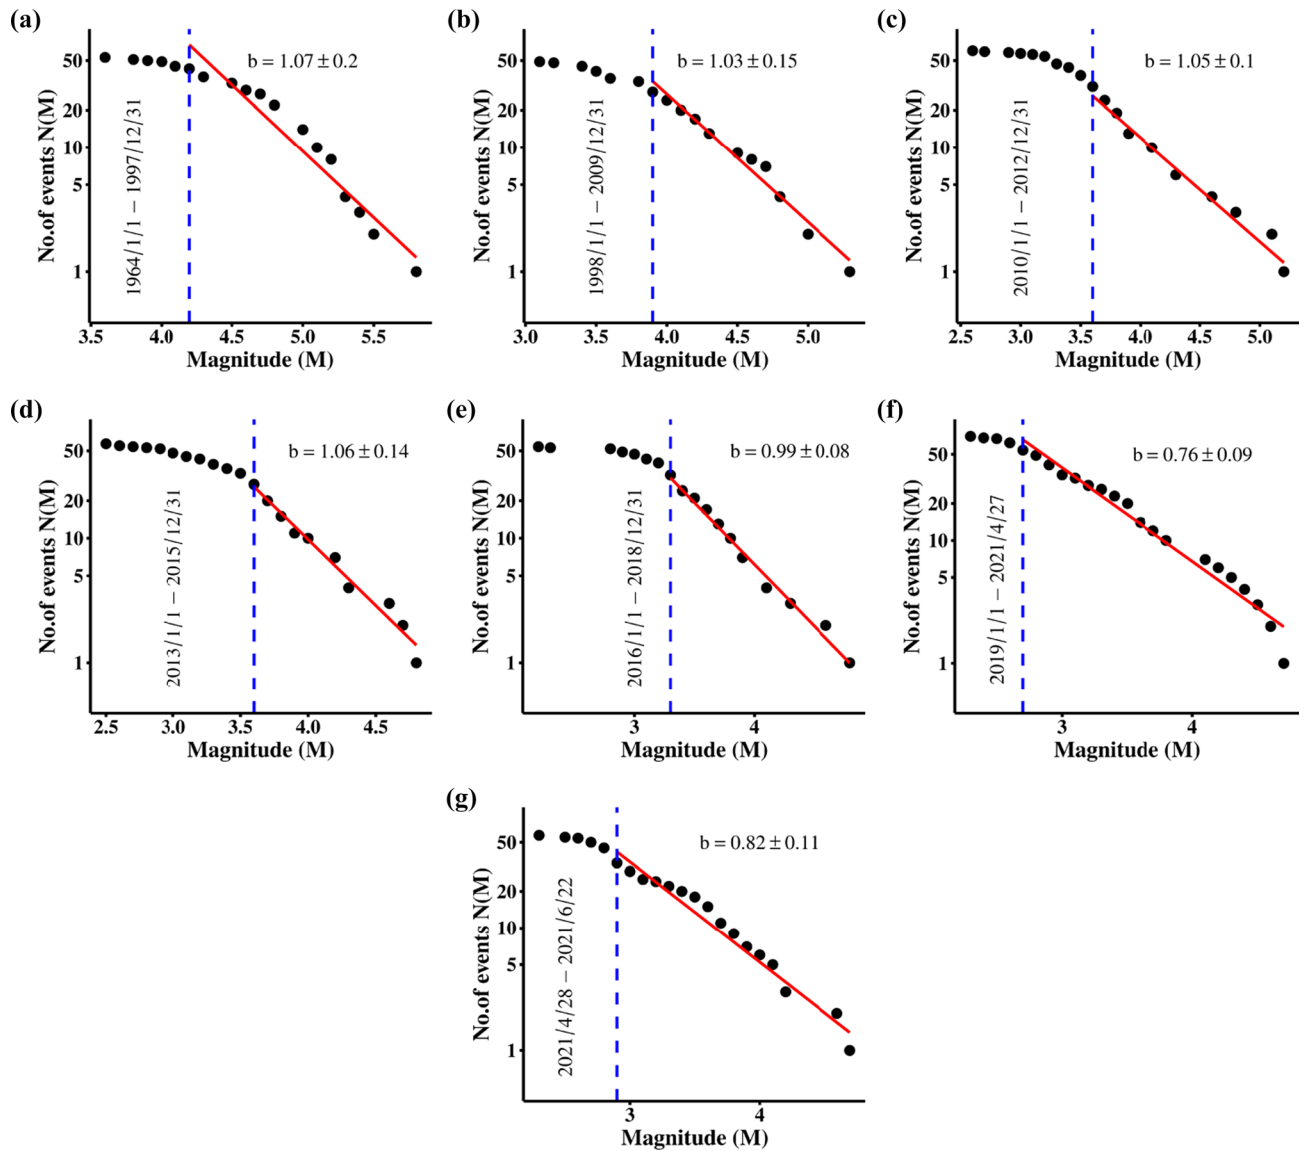 (a)
b = 1.07 ± 0.2
No.of events N(M)
1964/1/1 − 1997/12/31
50
20
10
5
1
3.5 4.0 4.5 5.0 5.5
Magnitude (M)
(b)
b = 1.03 ± 0.15
No.of events N(M)
1998/1/1 − 2009/12/31
50
20
10
5
1
3.0 3.5 4.0 4.5 5.0
Magnitude (M)
(c)
b = 1.05 ± 0.1
No.of events N(M)
2010/1/1 − 2012/12/31
50
20
10
5
1
2.5 3.0 3.5 4.0 4.5 5.0
Magnitude (M)
(d)
b = 1.06 ± 0.14
No.of events N(M)
2013/1/1 − 2015/12/31
50
20
10
5
1
2.5 3.0 3.5 4.0 4.5
Magnitude (M)
(e)
b = 0.99 ± 0.08
No.of events N(M)
2016/1/1 − 2018/12/31
50
20
10
5
1
3 4
Magnitude (M)
(f)
b = 0.76 ± 0.09
No.of events N(M)
2019/1/1 − 2021/4/27
50
10
5
1
3 4
Magnitude (M)
(g)
b = 0.82 ± 0.11
No.of events N(M)
2021/4/28 − 2021/6/22
50
20
10
5
1
3 4
Magnitude (M)